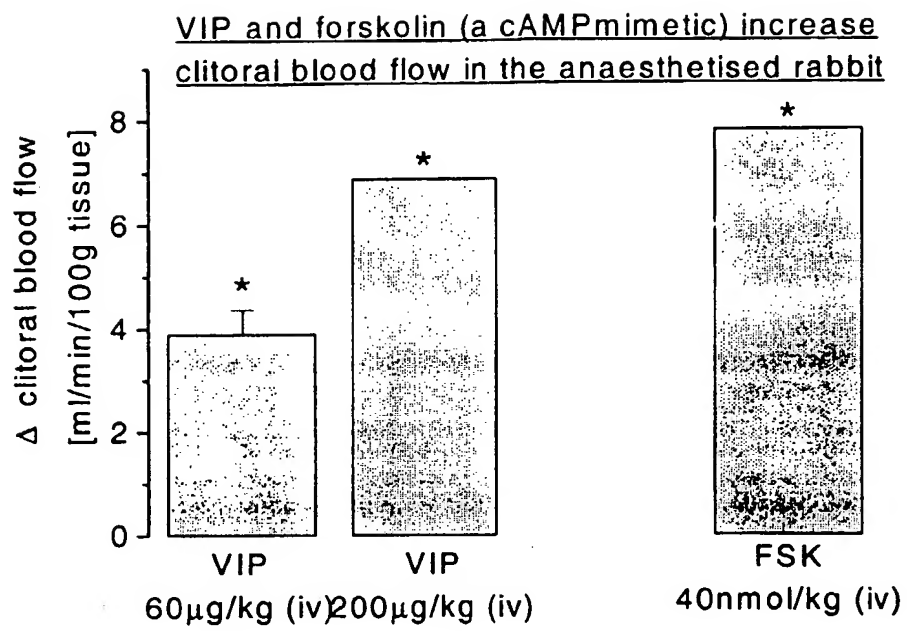 VIP and forskolin (a cAMPmimetic) increase
clitoral blood flow in the anaesthetised rabbit
Δ clitoral blood flow
[ml/min/100g tissue]
8
6
4
2
0
*
*
*
VIP
60µg/kg (iv)
VIP
200µg/kg (iv)
FSK
40nmol/kg (iv)